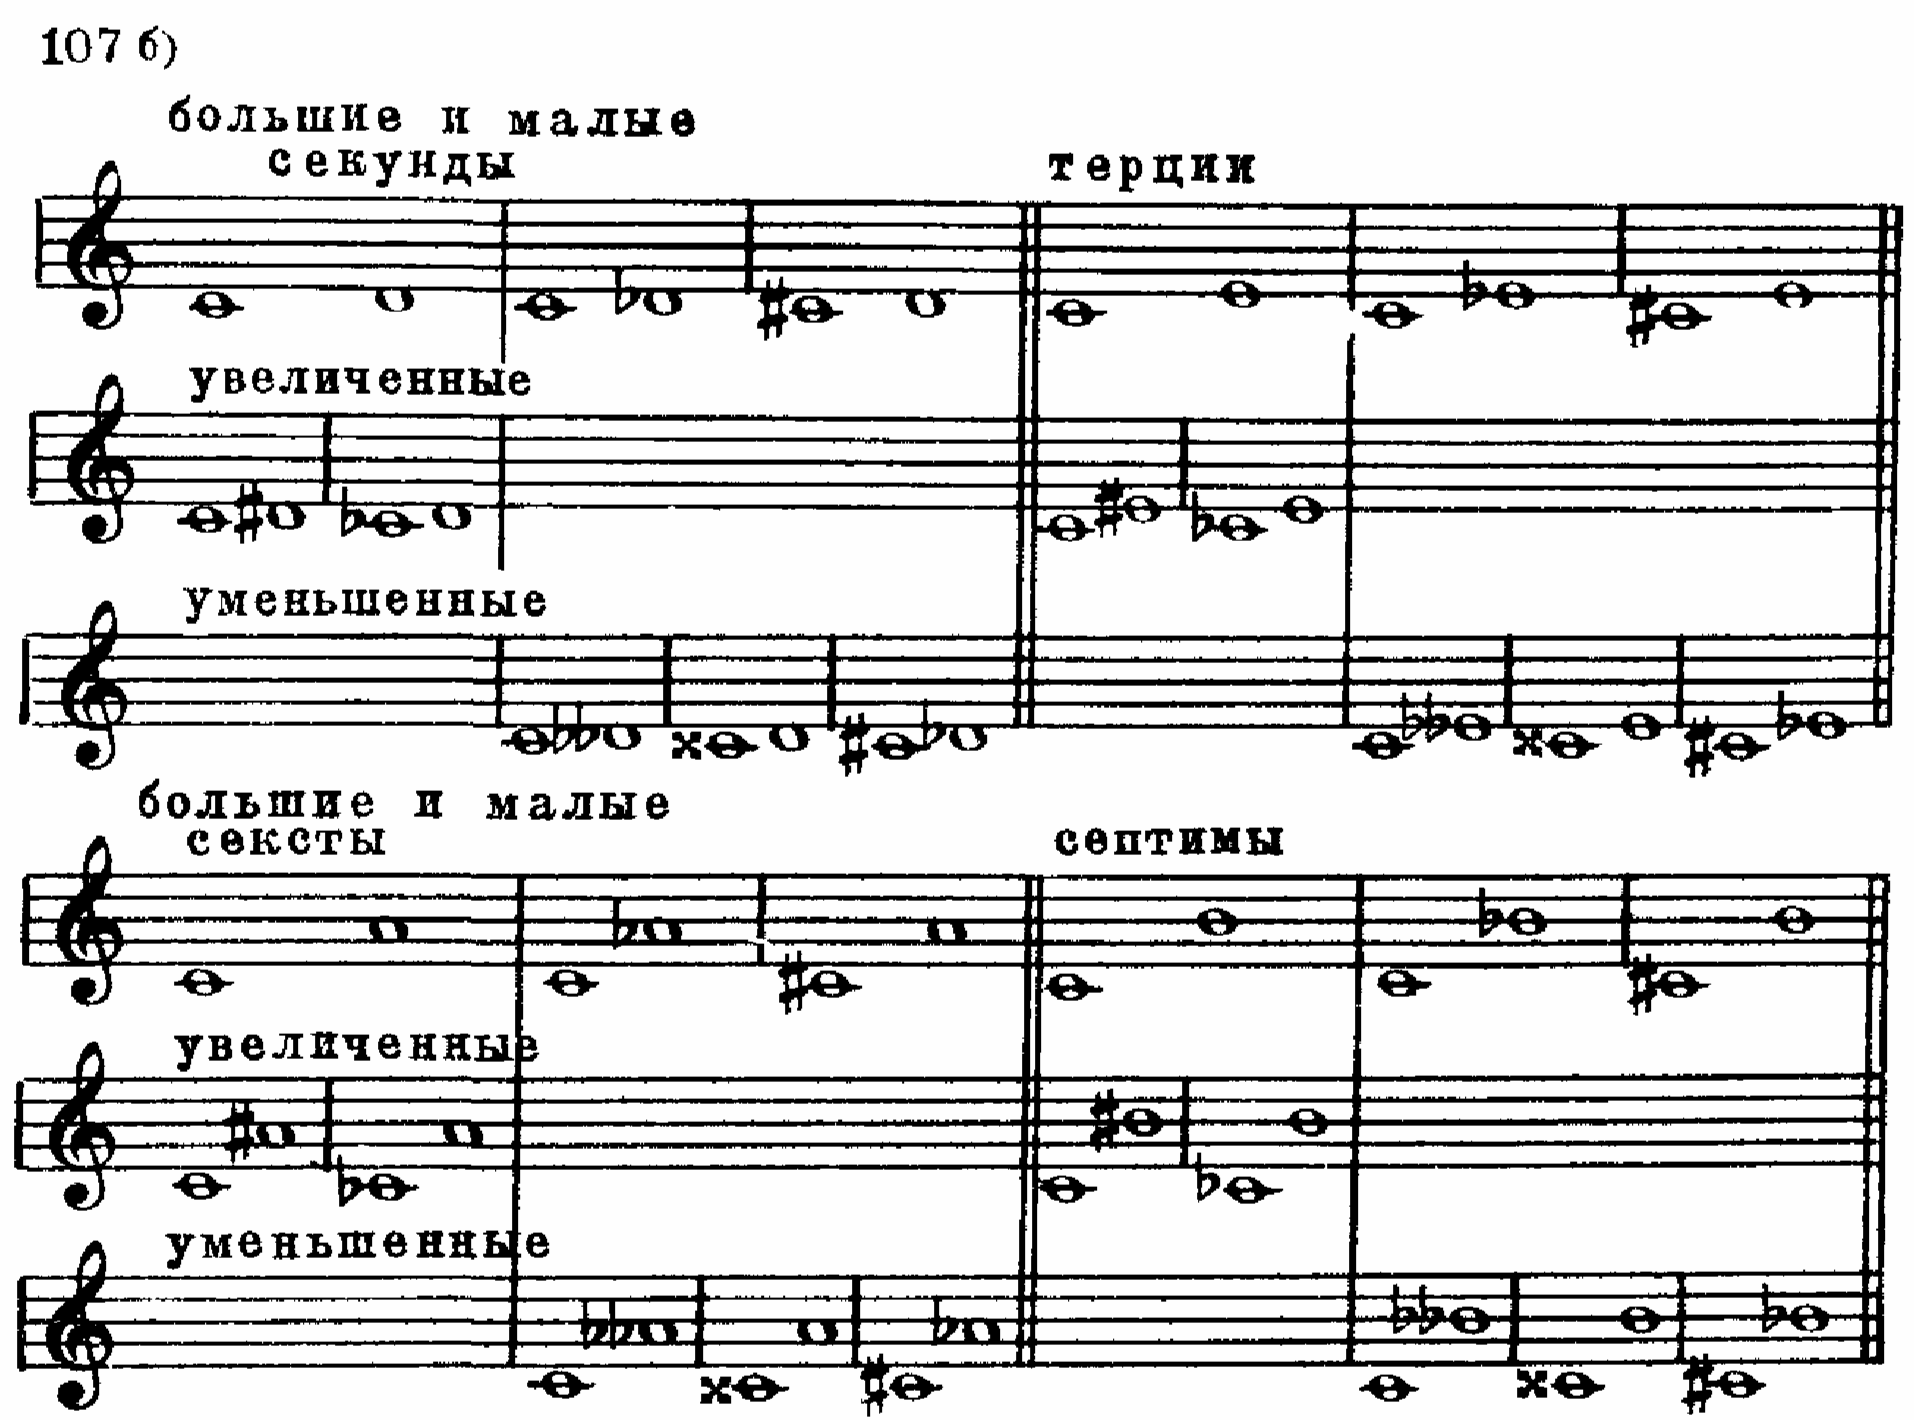 107 б)
большие и малые
секунды терции
увеличенные
уменьшенные
большие и малые
сексты септимы
увеличенные
уменьшенные